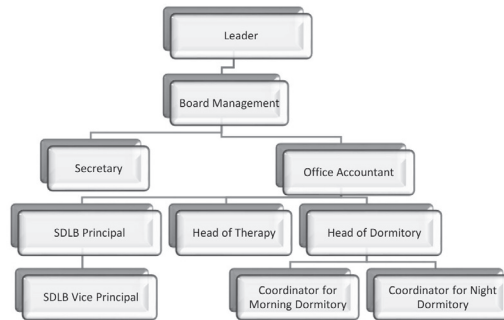 Leader
Board Management
Secretary
Office Accountant
SDLB Principal
Head of Therapy
Head of Dormitory
SDLB Vice Principal
Coordinator for
Morning Dormitory
Coordinator for Night
Dormitory